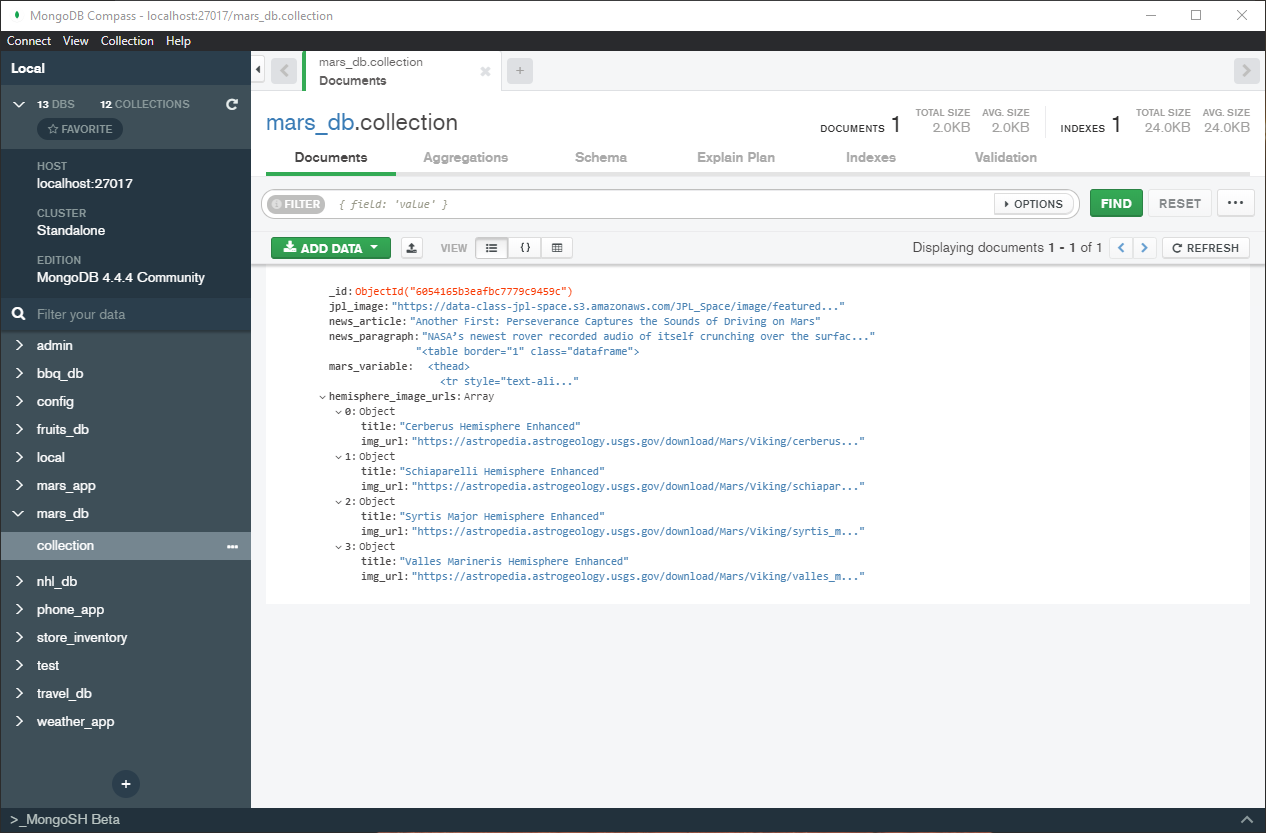 MongoDB Compass - localhost:27017/mars_db.collection
Connect View Collection Help
Local
13 DBS 12 COLLECTIONS
FAVORITE
HOST
localhost:27017
CLUSTER
Standalone
EDITION
MongoDB 4.4.4 Community
Filter your data
admin
bbq_db
config
fruits_db
local
mars_app
mars_db
collection
nhl_db
phone_app
store_inventory
test
travel_db
weather_app
>_MongoSH Beta
mars_db.collection
Documents
mars_db.collection
DOCUMENTS 1 TOTAL SIZE 2.0KB AVG. SIZE 2.0KB INDEXES 1 TOTAL SIZE 24.0KB AVG. SIZE 24.0KB
Documents Aggregations Schema Explain Plan Indexes Validation
FILTER { field: 'value' } OPTIONS FIND RESET ...
ADD DATA VIEW {} Displaying documents 1 - 1 of 1 < > REFRESH
_id: ObjectId("6054165b3eafbc7779c9459c")
jpl_image: "https://data-class-jpl-space.s3.amazonaws.com/JPL_Space/image/featured..."
news_article: "Another First: Perseverance Captures the Sounds of Driving on Mars"
news_paragraph: "NASA’s newest rover recorded audio of itself crunching over the surfac..."
"<table border="1" class="dataframe">
mars_variable: <thead>
<tr style="text-ali..."
hemisphere_image_urls: Array
0: Object
title: "Cerberus Hemisphere Enhanced"
img_url: "https://astropedia.astrogeology.usgs.gov/download/Mars/Viking/cerberus..."
1: Object
title: "Schiaparelli Hemisphere Enhanced"
img_url: "https://astropedia.astrogeology.usgs.gov/download/Mars/Viking/schiapar..."
2: Object
title: "Syrtis Major Hemisphere Enhanced"
img_url: "https://astropedia.astrogeology.usgs.gov/download/Mars/Viking/syrtis_m..."
3: Object
title: "Valles Marineris Hemisphere Enhanced"
img_url: "https://astropedia.astrogeology.usgs.gov/download/Mars/Viking/valles_m..."